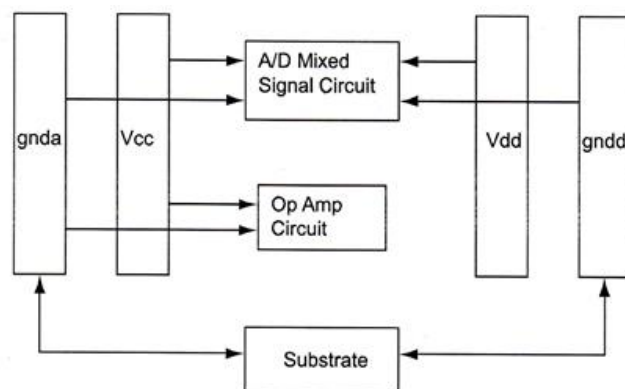 A/D Mixed
Signal Circuit
gnda
Vcc
Vdd
gndd
Op Amp
Circuit
Substrate